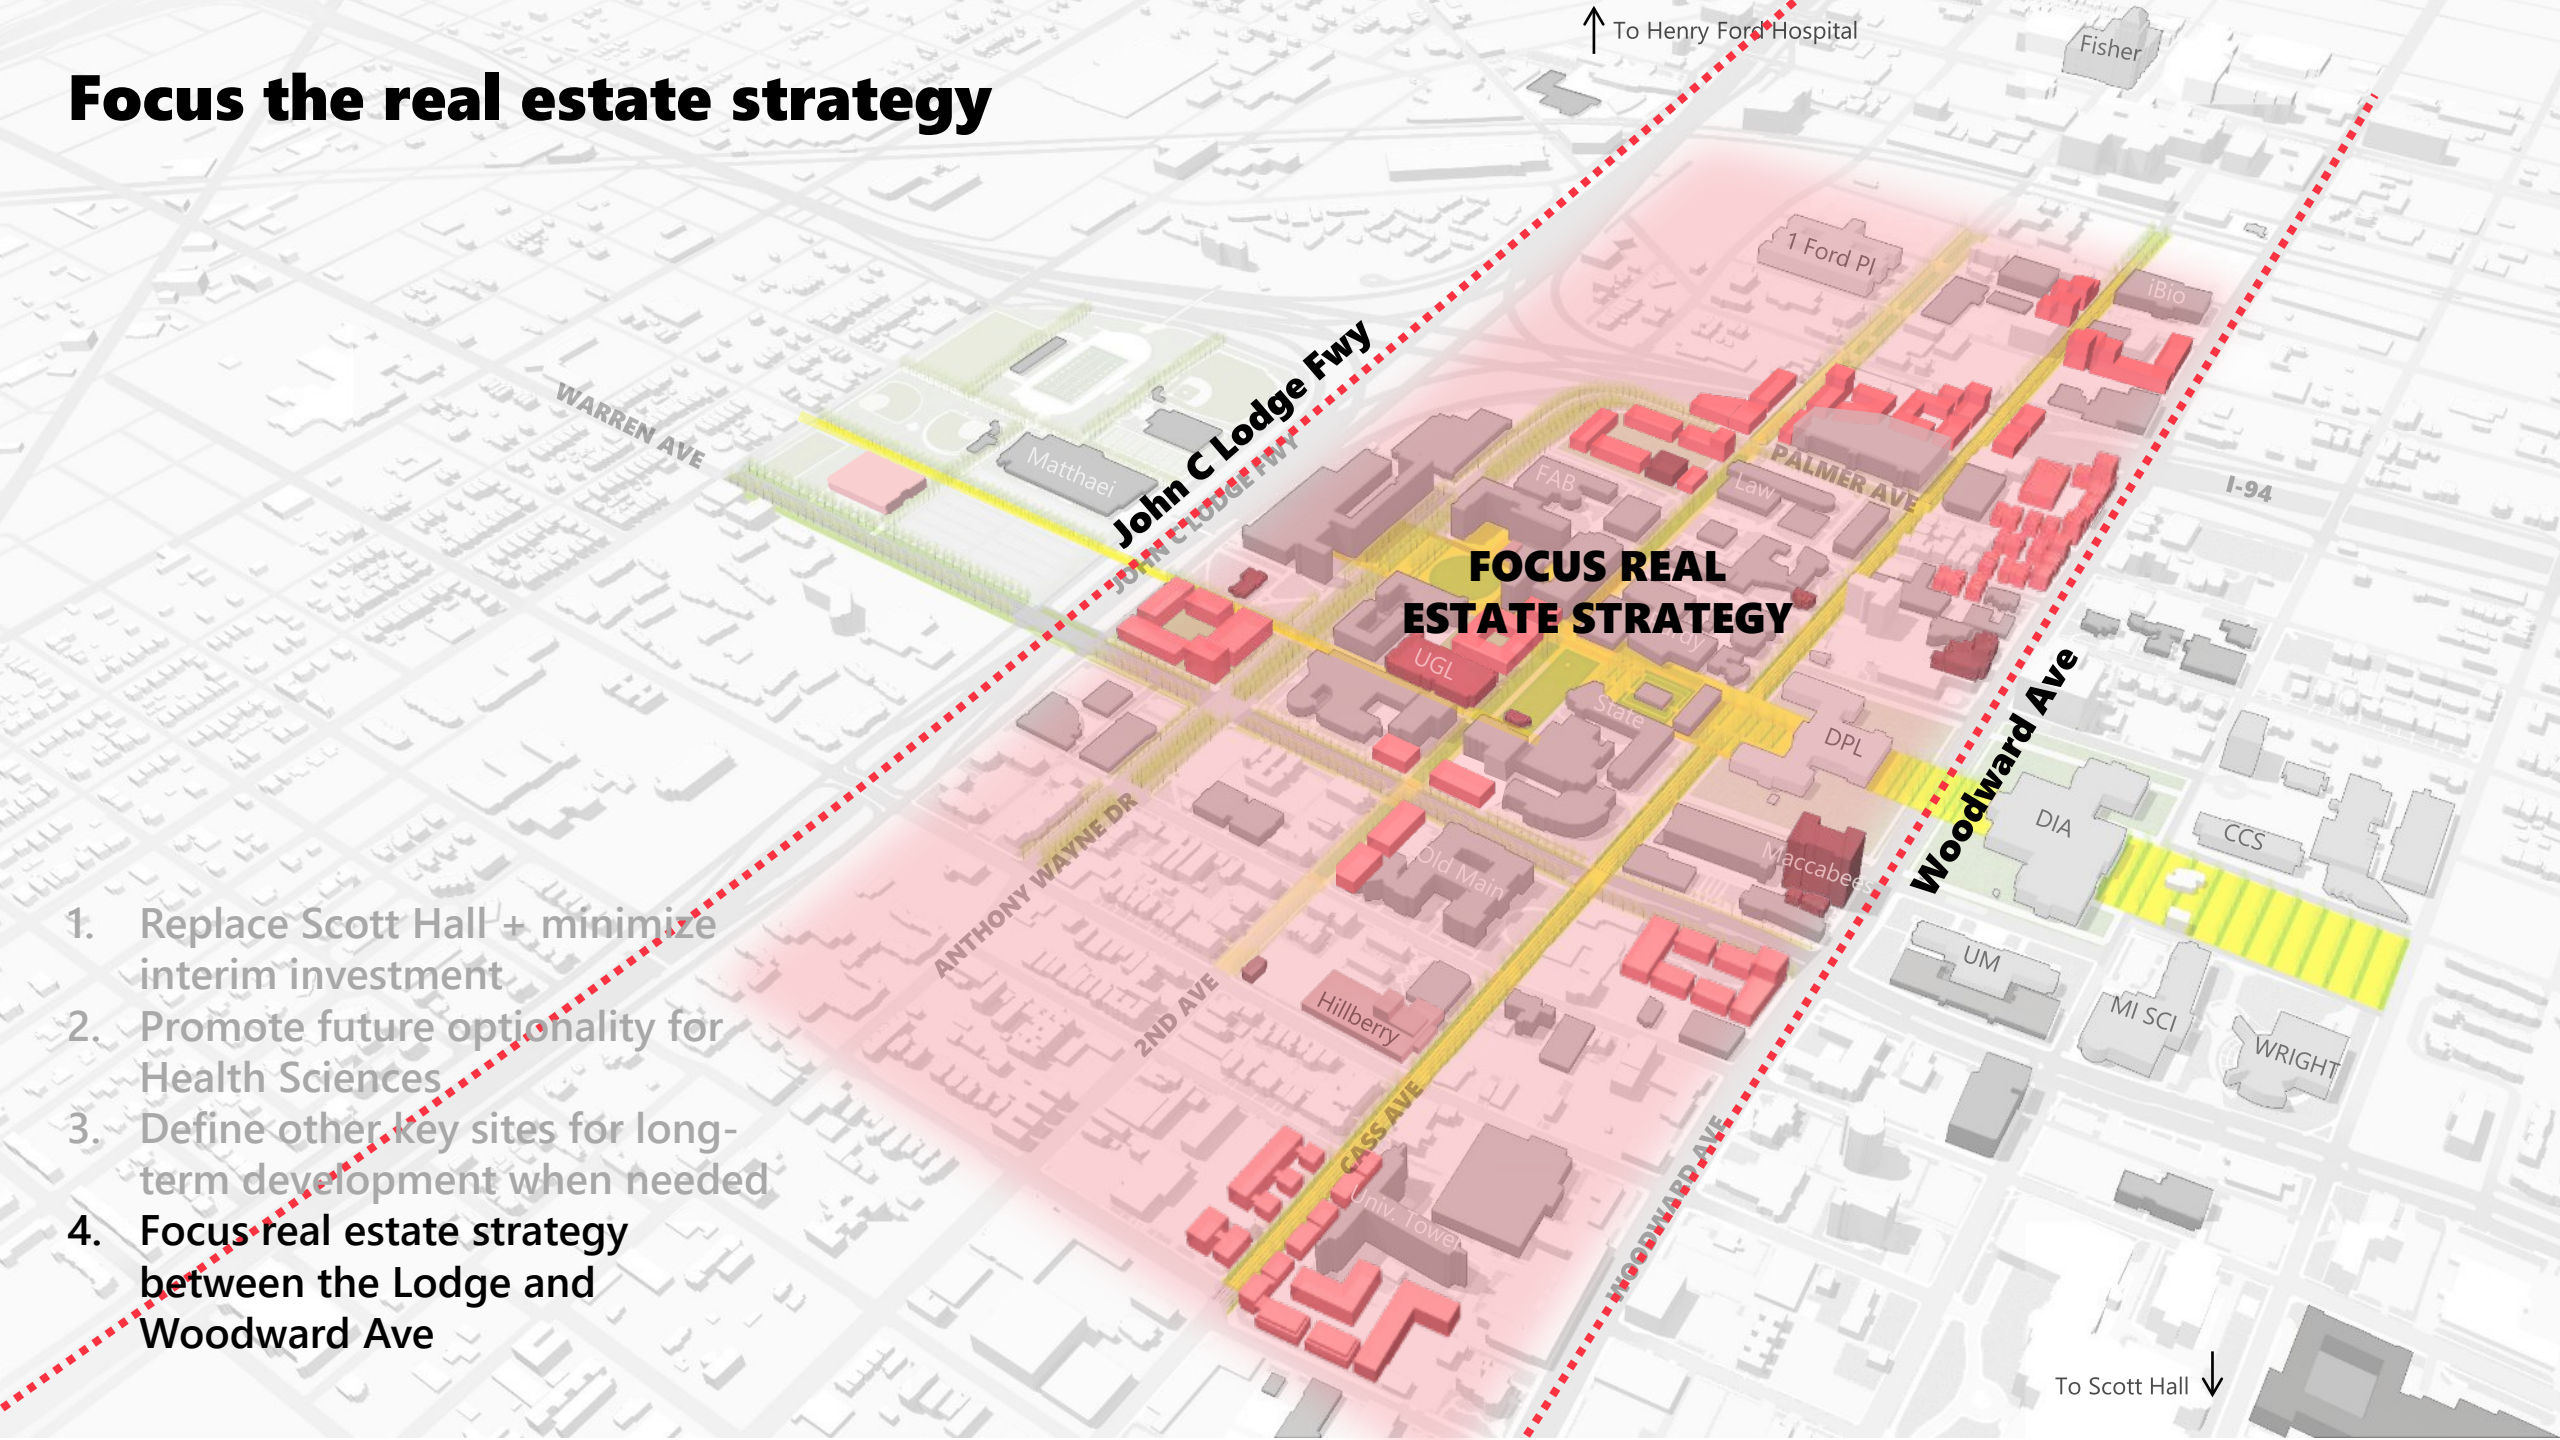 Focus the real estate strategy
To Henry Ford Hospital
Fisher
1 Ford Pl
iBio
John C Lodge Fwy
JOHN C LODGE FWY
WARREN AVE
Matthaei
FAB
Law
PALMER AVE
I-94
FOCUS REAL
ESTATE STRATEGY
UGL
State
DPL
Woodward Ave
DIA
CCS
Maccabees
Old Main
ANTHONY WAYNE DR
2ND AVE
Hillberry
UM
MI SCI
WRIGHT
CASS AVE
Univ. Tower
WOODWARD AVE
1. Replace Scott Hall + minimize
interim investment
2. Promote future optionality for
Health Sciences
3. Define other key sites for long-
term development when needed
4. Focus real estate strategy
between the Lodge and
Woodward Ave
To Scott Hall